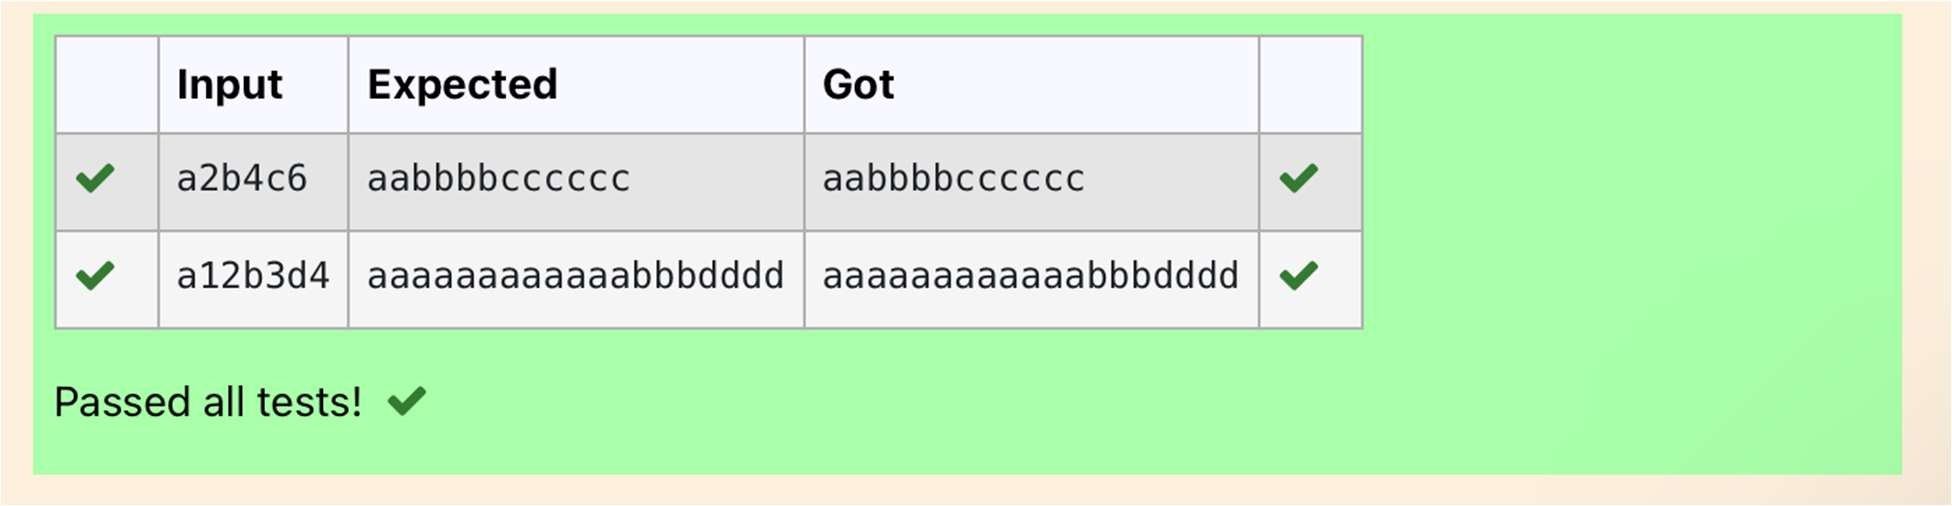 Input Expected Got
a2b4c6 aabbbbcccccc aabbbbcccccc
a12b3d4 aaaaaaaaaaaabbbdddd aaaaaaaaaaaabbbdddd
Passed all tests!